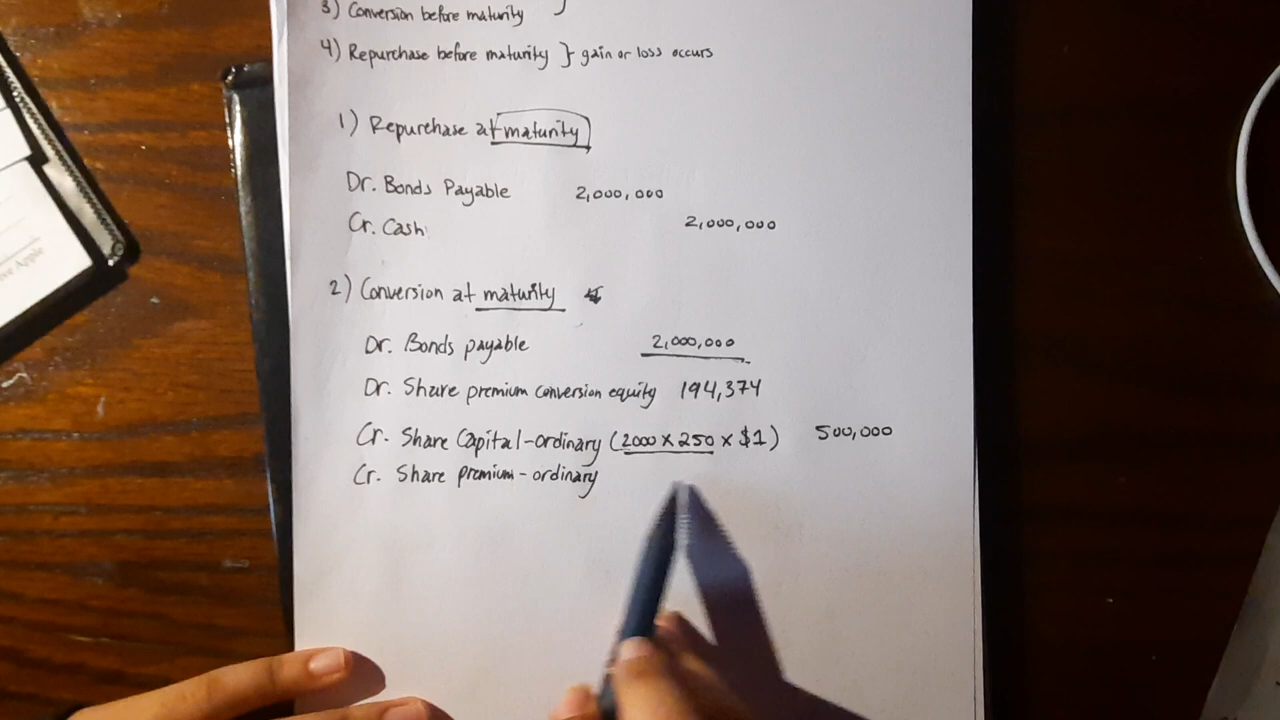 3) Conversion before maturity }
4) Repurchase before maturity } gain or loss occurs
1) Repurchase at maturity
Dr. Bonds Payable 2,000,000
Cr. Cash 2,000,000
2) Conversion at maturity
Dr. Bonds payable 2,000,000
Dr. Share premium conversion equity 194,374
Cr. Share Capital-ordinary (2000 x 250 x $1) 500,000
Cr. Share premium - ordinary
Apple